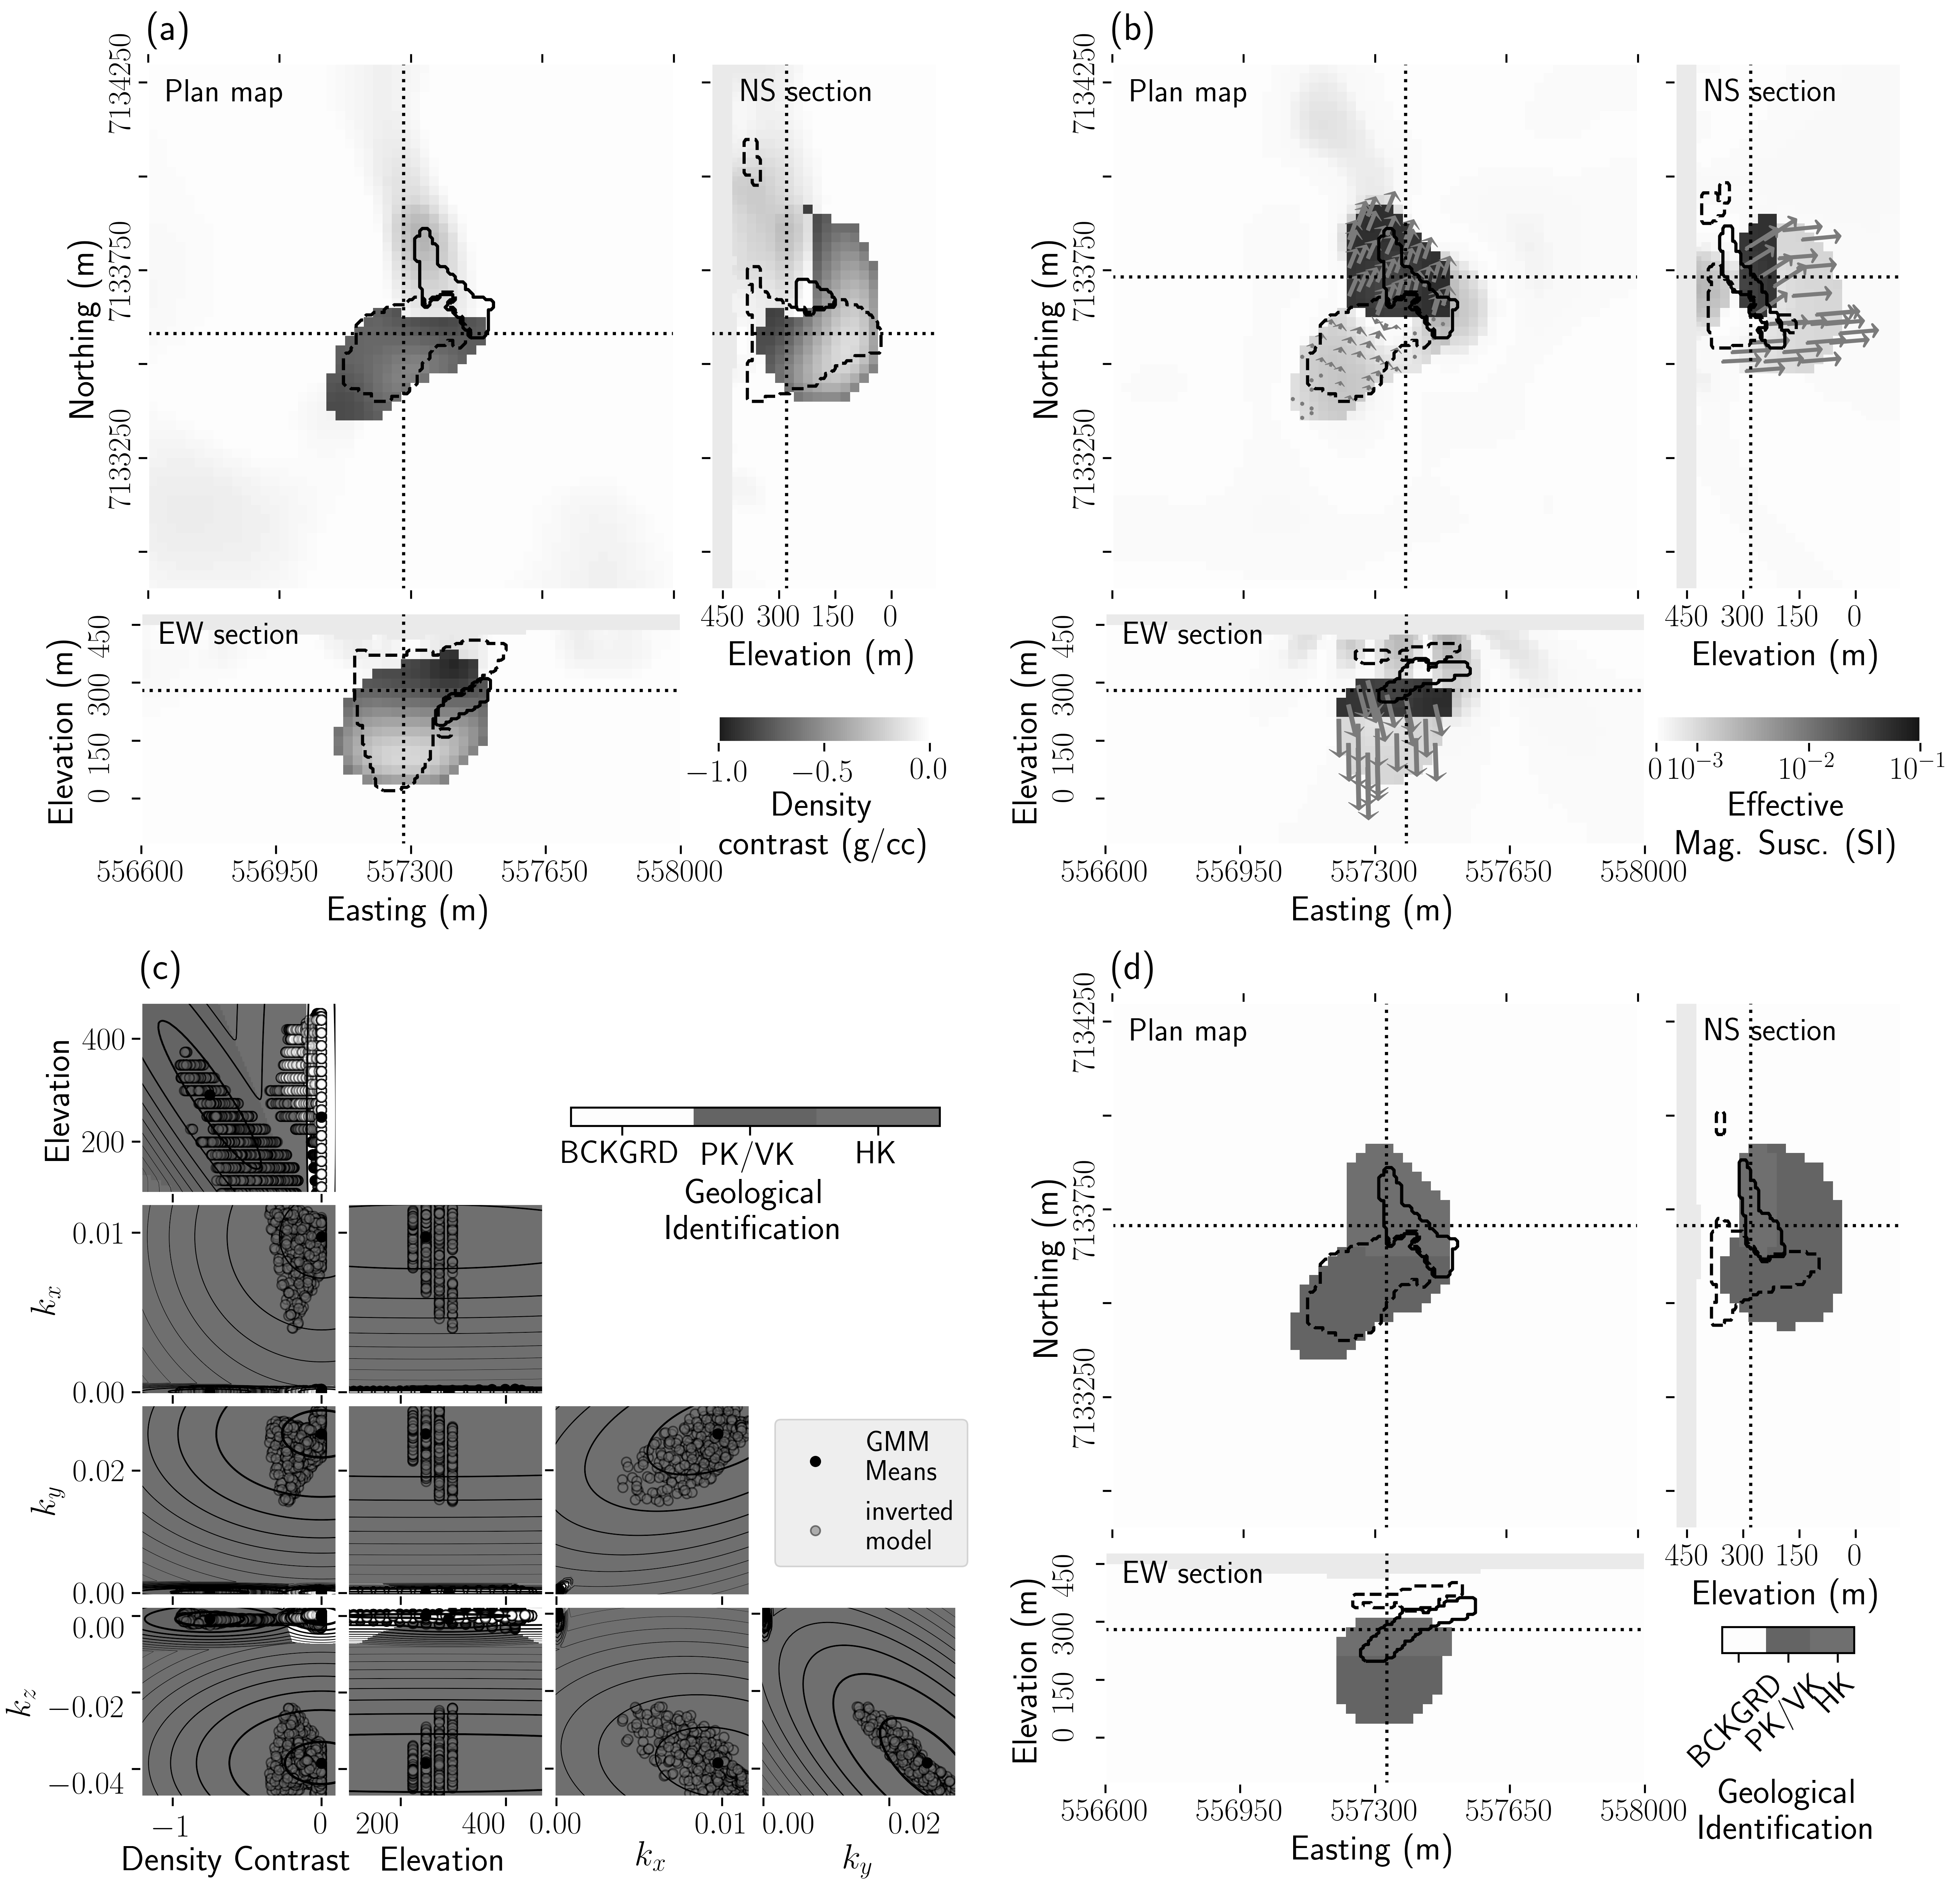 (a)
Plan map
NS section
7134250
7133750
7133250
Northing (m)
450 300 150 0
Elevation (m)
EW section
450
300
150
0
Elevation (m)
−1.0 −0.5 0.0
Density
contrast (g/cc)
556600 556950 557300 557650 558000
Easting (m)
(b)
Plan map
NS section
7134250
7133750
7133250
Northing (m)
450 300 150 0
Elevation (m)
EW section
450
300
150
0
Elevation (m)
0 10⁻³ 10⁻² 10⁻¹
Effective
Mag. Susc. (SI)
556600 556950 557300 557650 558000
Easting (m)
(c)
400
200
Elevation
BCKGRD PK/VK HK
Geological
Identification
0.01
0.00
kₓ
0.02
0.00
k_y
GMM
Means
inverted
model
0.00
−0.02
−0.04
k_z
−1 0 200 400 0.00 0.01 0.00 0.02
Density Contrast Elevation kₓ k_y
(d)
Plan map
NS section
7134250
7133750
7133250
Northing (m)
450 300 150 0
Elevation (m)
EW section
450
300
150
0
Elevation (m)
BCKGRD
PK/VK
HK
Geological
Identification
556600 556950 557300 557650 558000
Easting (m)